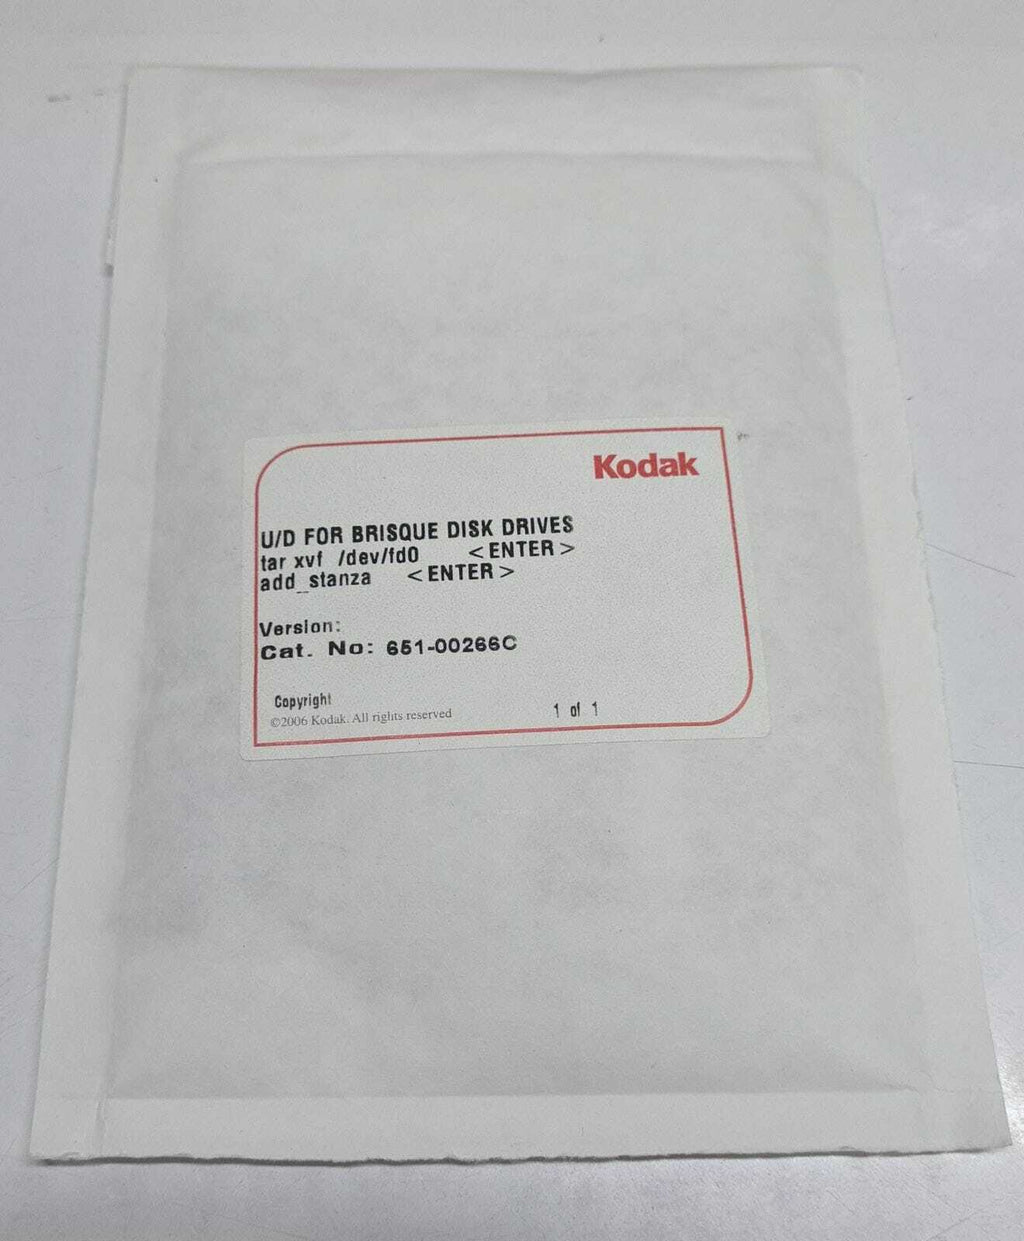 Kodak
U/D FOR BRISQUE DISK DRIVES
tar xvf /dev/fd0 <ENTER>
add_stanza <ENTER>
Version:
Cat. No: 651-00266C
Copyright
©2006 Kodak. All rights reserved
1 of 1